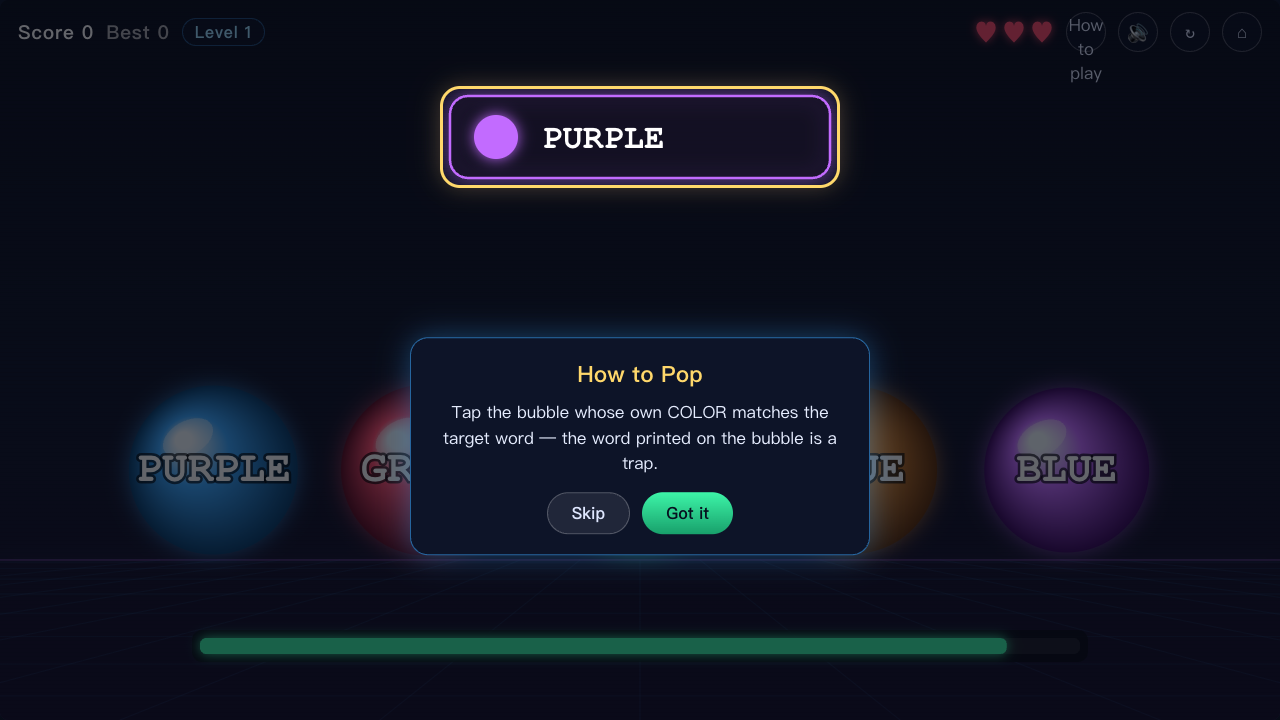 Score 0 Best 0 Level 1
How
to
play
PURPLE
How to Pop
Tap the bubble whose own COLOR matches the
target word — the word printed on the bubble is a
trap.
PURPLE
BLUE
Skip Got it